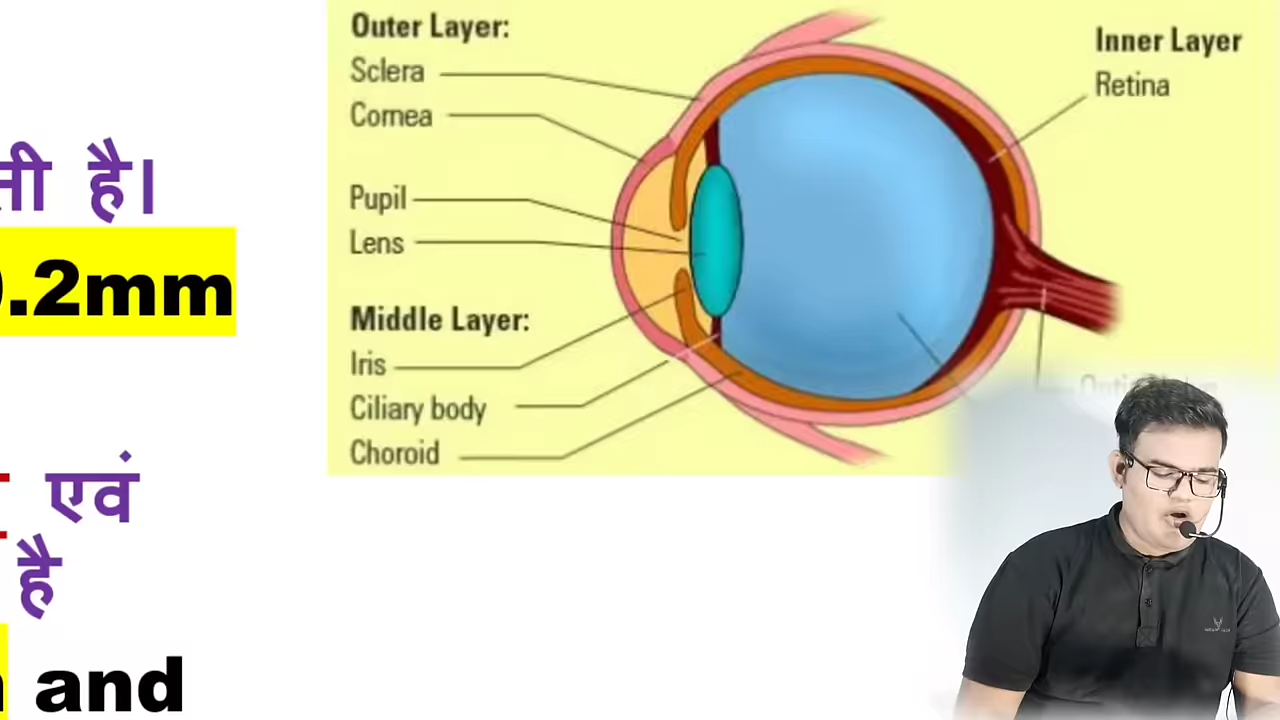 ती है।
.2mm
एवं
है
and
Outer Layer:
Sclera
Cornea
Pupil
Lens
Middle Layer:
Iris
Ciliary body
Choroid
Inner Layer
Retina